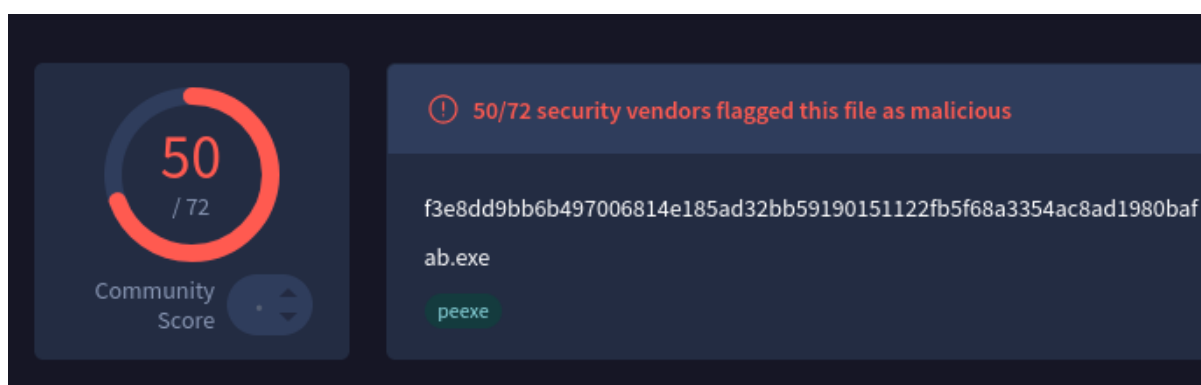 50
/ 72
Community
Score
50/72 security vendors flagged this file as malicious
f3e8dd9bb6b497006814e185ad32bb59190151122fb5f68a3354ac8ad1980baf
ab.exe
peexe